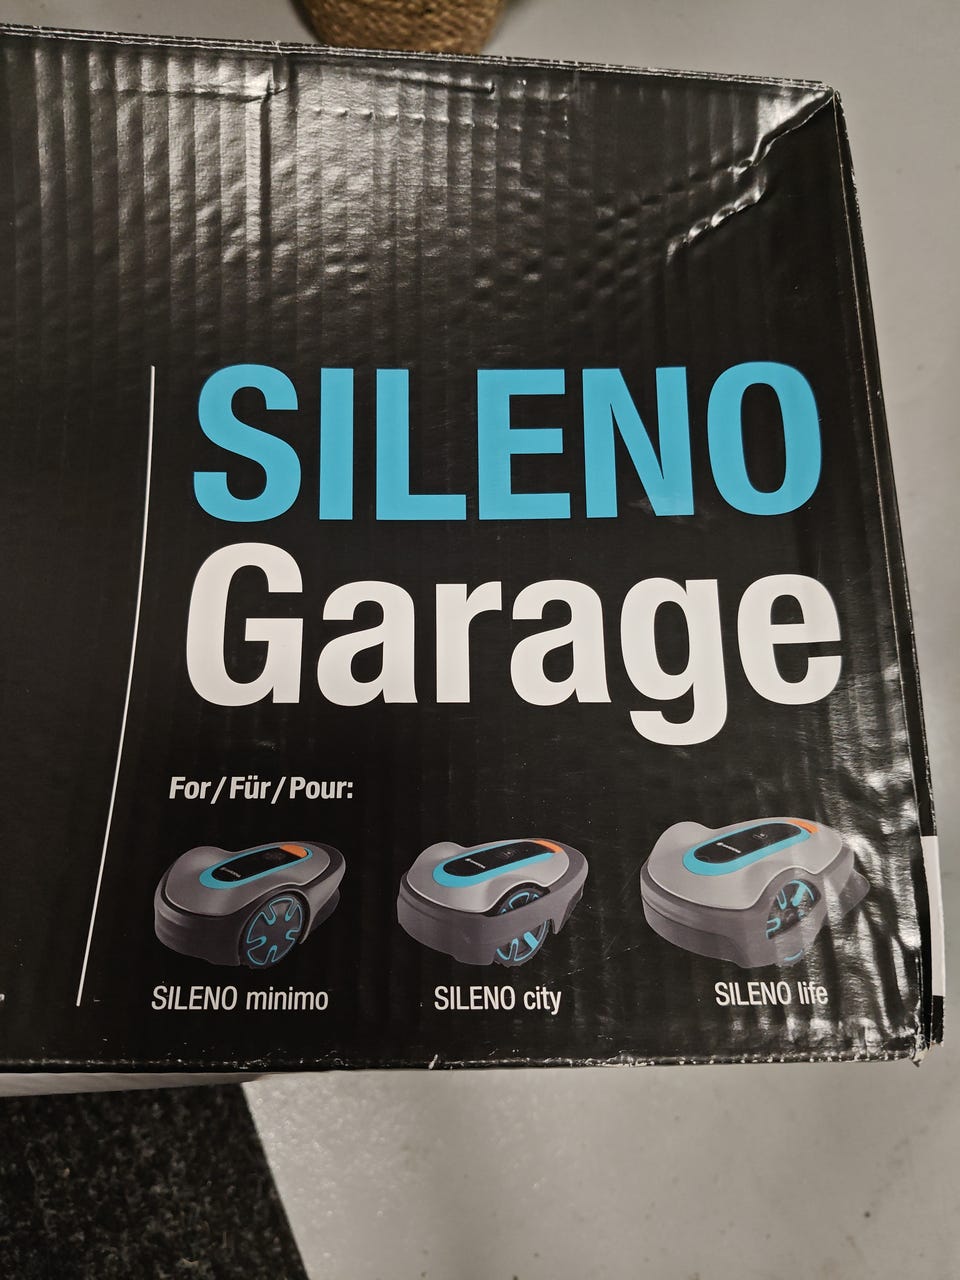 SILENO
Garage
For/Für/Pour:
SILENO minimo
SILENO city
SILENO life